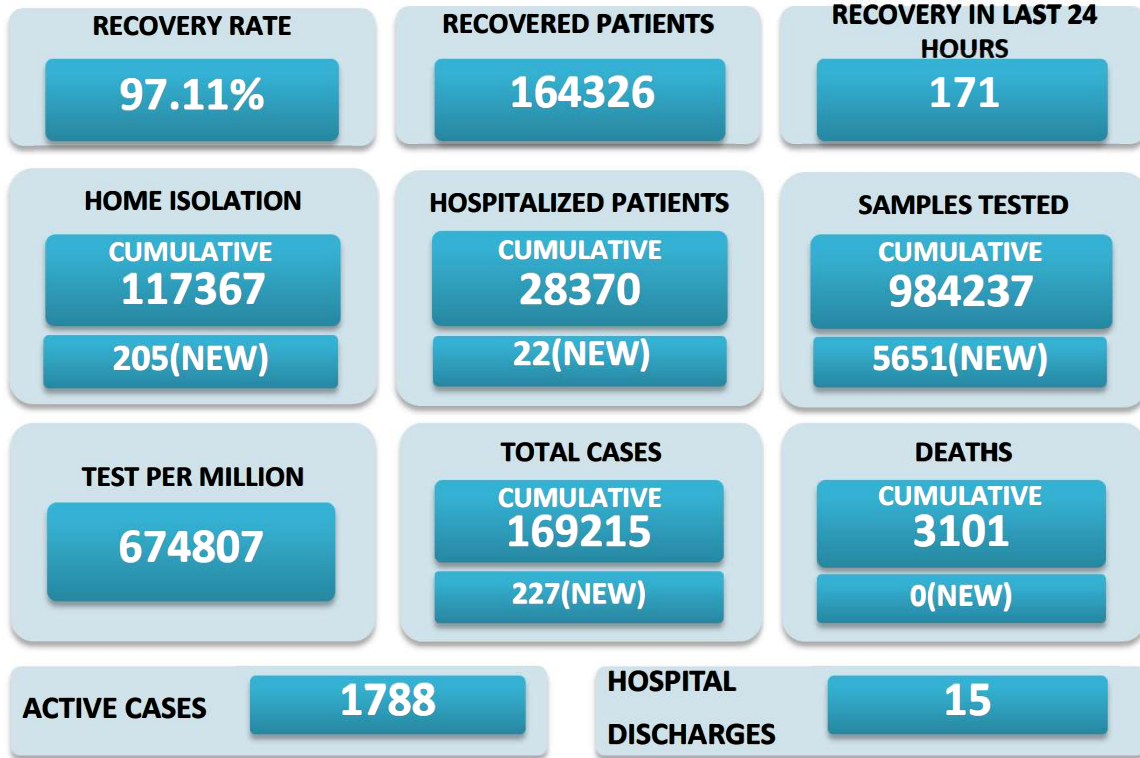 RECOVERY RATE
97.11%
RECOVERED PATIENTS
164326
RECOVERY IN LAST 24
HOURS
171
HOME ISOLATION
CUMULATIVE
117367
205(NEW)
HOSPITALIZED PATIENTS
CUMULATIVE
28370
22(NEW)
SAMPLES TESTED
CUMULATIVE
984237
5651(NEW)
TEST PER MILLION
674807
TOTAL CASES
CUMULATIVE
169215
227(NEW)
DEATHS
CUMULATIVE
3101
0(NEW)
ACTIVE CASES
1788
HOSPITAL
DISCHARGES
15